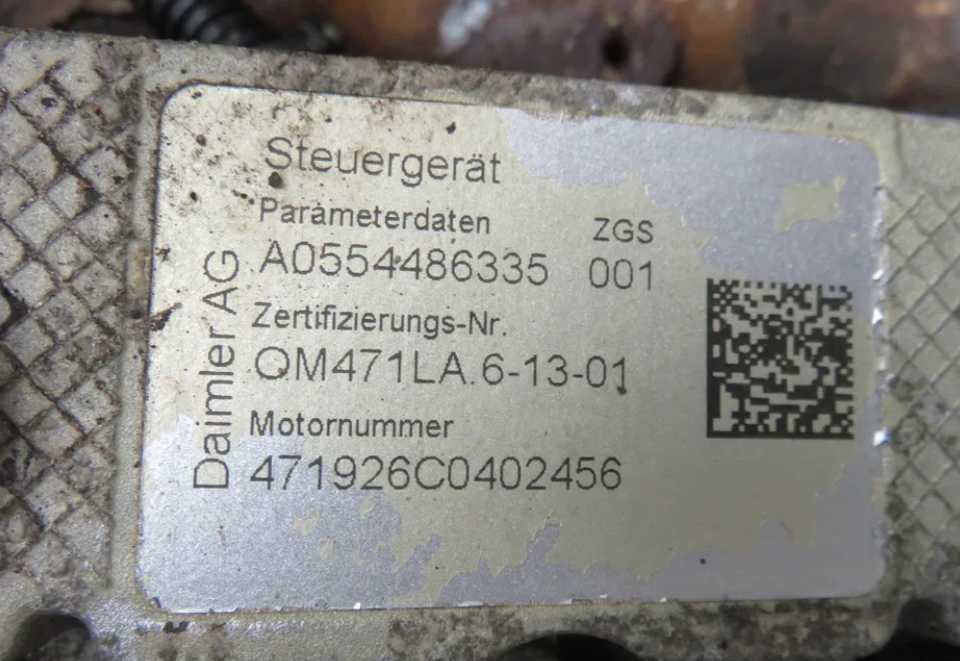 Steuergerät
Parameterdaten ZGS
A0554486335 001
Zertifizierungs-Nr.
OM471LA.6-13-01
Motornummer
471926C0402456
Daimler AG